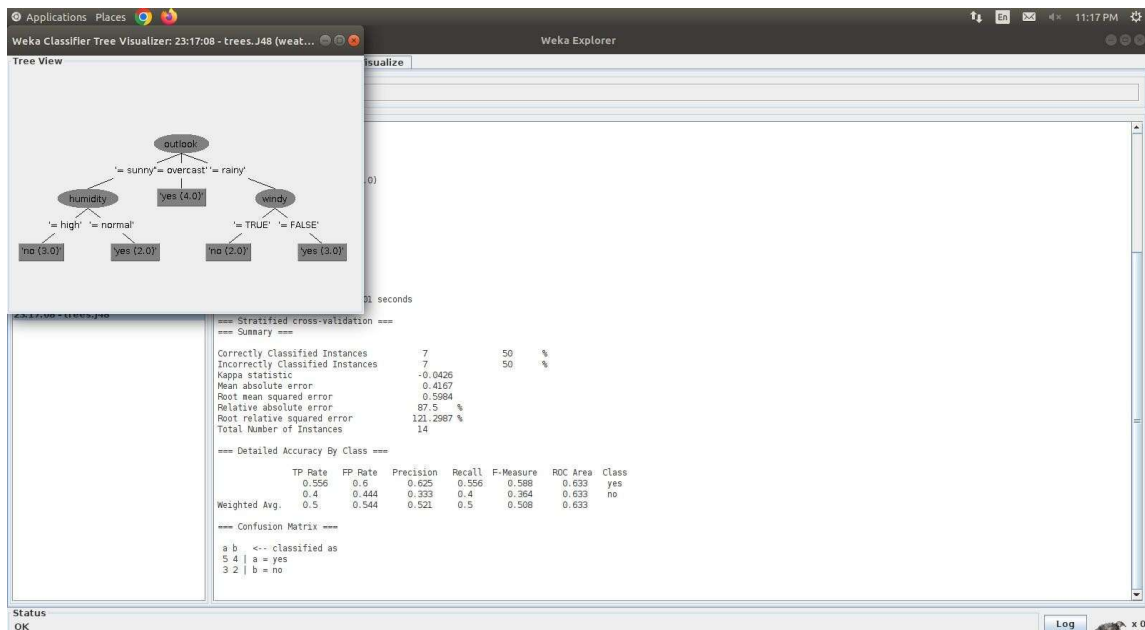 Applications Places En 11:17 PM
Weka Classifier Tree Visualizer: 23:17:08 - trees.J48 (weat... Weka Explorer
Tree View
isualize
outlook
'= sunny' '= overcast' '= rainy'
humidity 'yes (4.0)' windy
'= high' '= normal' '= TRUE' '= FALSE'
'no (3.0)' 'yes (2.0)' 'no (2.0)' 'yes (3.0)'
.0)
01 seconds
23:17:08 - trees.J48
=== Stratified cross-validation ===
=== Summary ===
Correctly Classified Instances 7 50 %
Incorrectly Classified Instances 7 50 %
Kappa statistic -0.0426
Mean absolute error 0.4167
Root mean squared error 0.5984
Relative absolute error 87.5 %
Root relative squared error 121.2987 %
Total Number of Instances 14
=== Detailed Accuracy By Class ===
TP Rate FP Rate Precision Recall F-Measure ROC Area Class
0.556 0.6 0.625 0.556 0.588 0.633 yes
0.4 0.444 0.333 0.4 0.364 0.633 no
Weighted Avg. 0.5 0.544 0.521 0.5 0.508 0.633
=== Confusion Matrix ===
a b <-- classified as
5 4 | a = yes
3 2 | b = no
Status
OK
Log
x 0